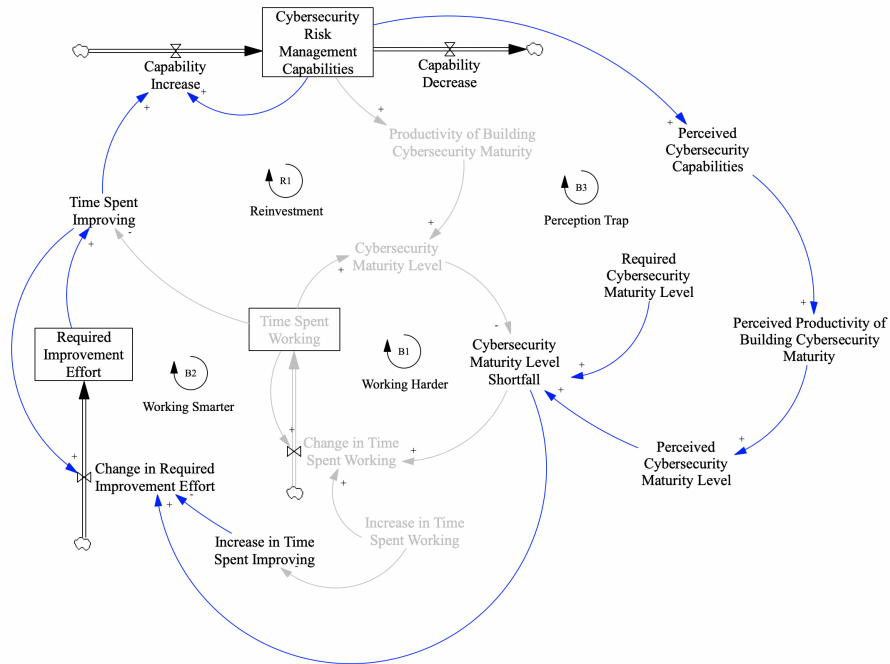 Cybersecurity
Risk
Management
Capabilities
Capability
Increase
Capability
Decrease
+
+
+
+
Productivity of Building
Cybersecurity Maturity
Perceived
Cybersecurity
Capabilities
R1
Reinvestment
B3
Perception Trap
Time Spent
Improving
+
-
+
Cybersecurity
Maturity Level
+
Required
Cybersecurity
Maturity Level
+
Perceived Productivity of
Building Cybersecurity
Maturity
Time Spent
Working
-
Required
Improvement
Effort
Cybersecurity
Maturity Level
Shortfall
+
+
B1
Working Harder
B2
Working Smarter
+
Change in Time
Spent Working
+
+
+
Perceived
Cybersecurity
Maturity Level
+
Change in Required
Improvement Effort
+
-
Increase in Time
Spent Working
Increase in Time
Spent Improving
-